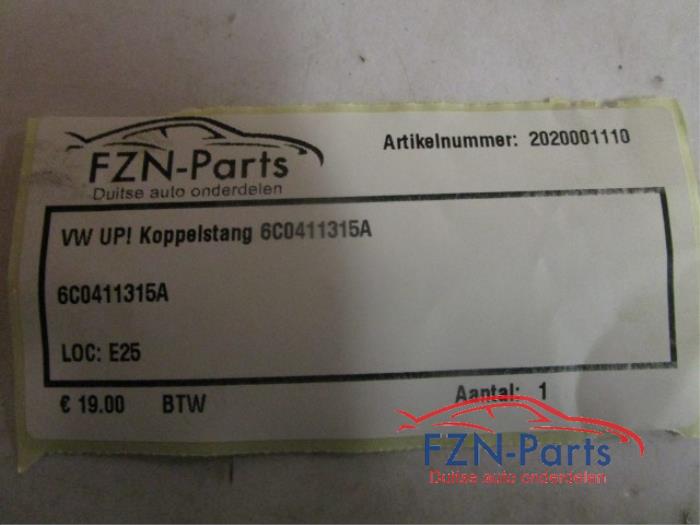 FZN-Parts
Duitse auto onderdelen
Artikelnummer: 2020001110
VW UP! Koppelstang 6C0411315A
6C0411315A
LOC: E25
€ 19.00 BTW
Aantal: 1
FZN-Parts
Duitse auto onderdelen